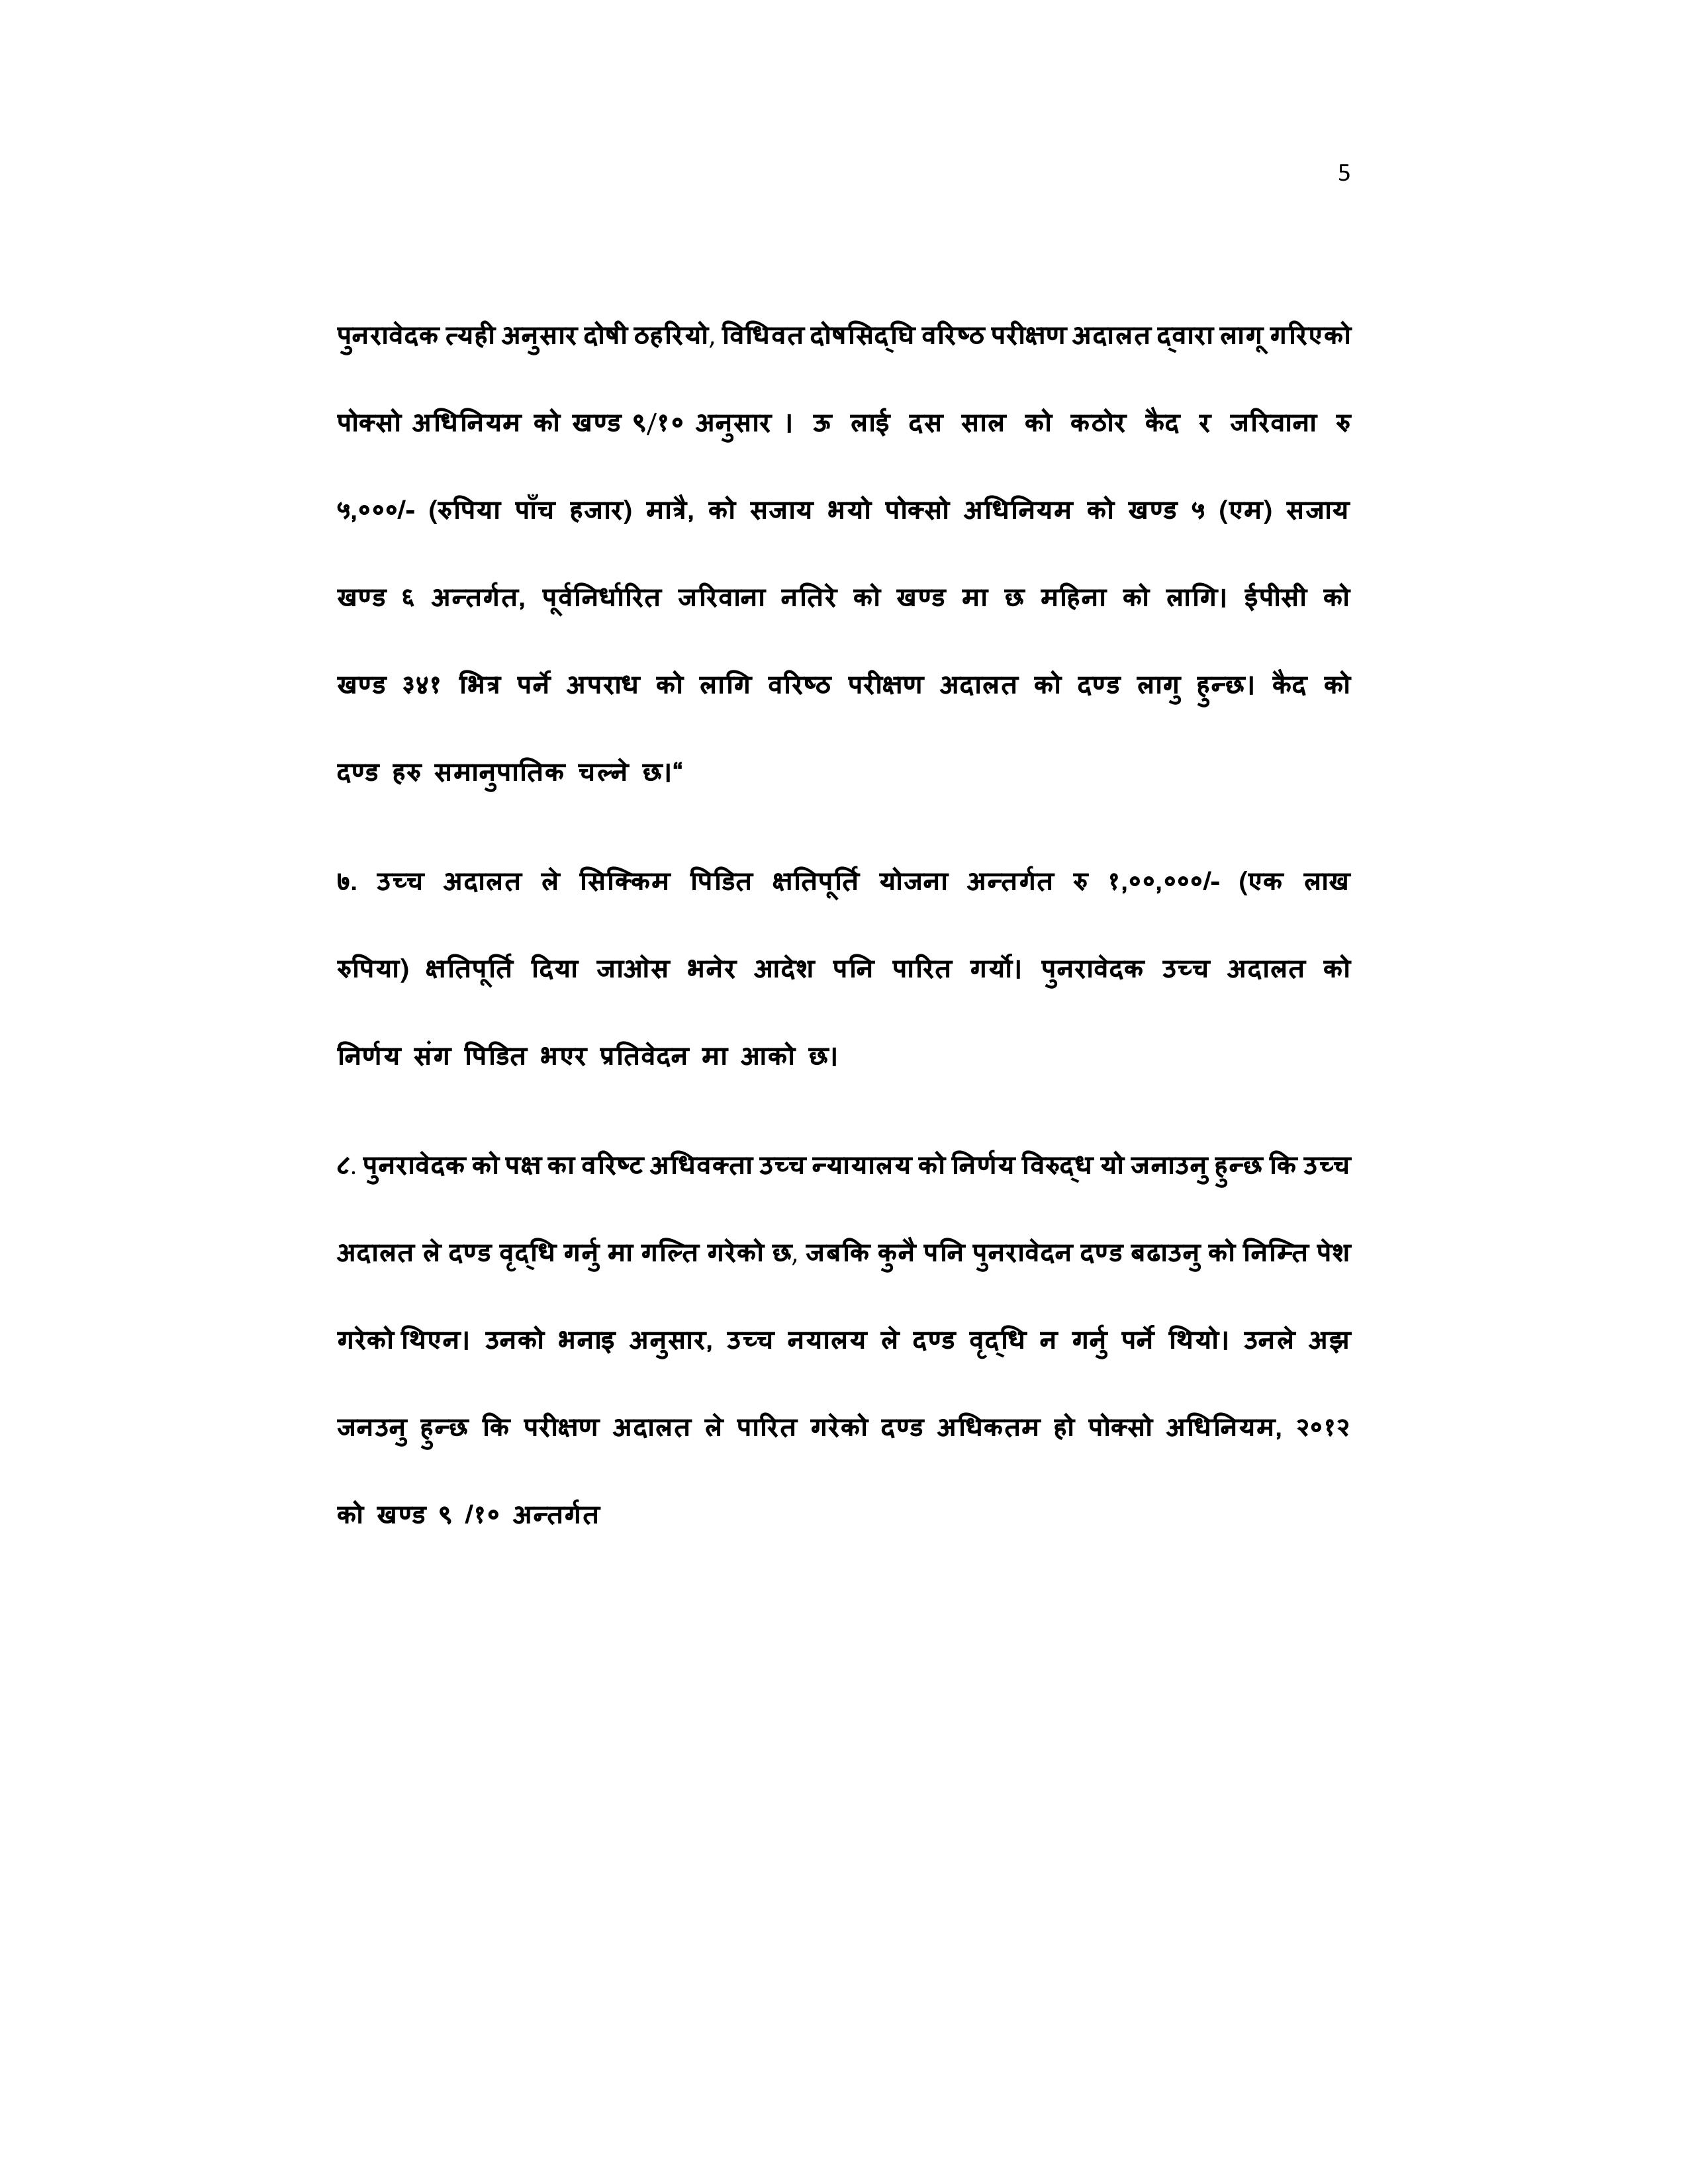 5
पुनरावेदक त्यही अनुसार दोषी ठहरियो, विधिवत दोषसिद्घि वरिष्ठ परीक्षण अदालत द्वारा लागू गरिएको
पोक्सो अधिनियम को खण्ड ९/१० अनुसार । ऊ लाई दस साल को कठोर कैद र जरिवाना रु
५,०००/- (रुपिया पाँच हजार) मात्रै, को सजाय भयो पोक्सो अधिनियम को खण्ड ५ (एम) सजाय
खण्ड ६ अन्तर्गत, पूर्वनिर्धारित जरिवाना नतिरे को खण्ड मा छ महिना को लागि। ईपीसी को
खण्ड ३४१ भित्र पर्ने अपराध को लागि वरिष्ठ परीक्षण अदालत को दण्ड लागु हुन्छ। कैद को
दण्ड हरु समानुपातिक चल्ने छ।“
७. उच्च अदालत ले सिक्किम पिडित क्षतिपूर्ति योजना अन्तर्गत रु १,००,०००/- (एक लाख
रुपिया) क्षतिपूर्ति दिया जाओस भनेर आदेश पनि पारित गर्यो। पुनरावेदक उच्च अदालत को
निर्णय संग पिडित भएर प्रतिवेदन मा आको छ।
८. पुनरावेदक को पक्ष का वरिष्ट अधिवक्ता उच्च न्यायालय को निर्णय विरुद्ध यो जनाउनु हुन्छ कि उच्च
अदालत ले दण्ड वृद्धि गर्नु मा गल्ति गरेको छ, जबकि कुनै पनि पुनरावेदन दण्ड बढाउनु को निम्ति पेश
गरेको थिएन। उनको भनाइ अनुसार, उच्च नयालय ले दण्ड वृद्धि न गर्नु पर्ने थियो। उनले अझ
जनउनु हुन्छ कि परीक्षण अदालत ले पारित गरेको दण्ड अधिकतम हो पोक्सो अधिनियम, २०१२
को खण्ड ९ /१० अन्तर्गत